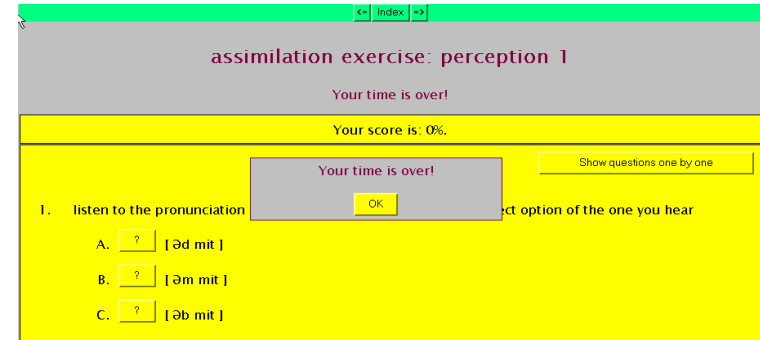 <= Index =>
assimilation exercise: perception 1
Your time is over!
Your score is: 0%.
Show questions one by one
Your time is over!
OK
1. listen to the pronunciation ect option of the one you hear
A. ? [ Əd mit ]
B. ? [ Əm mit ]
C. ? [ Əb mit ]